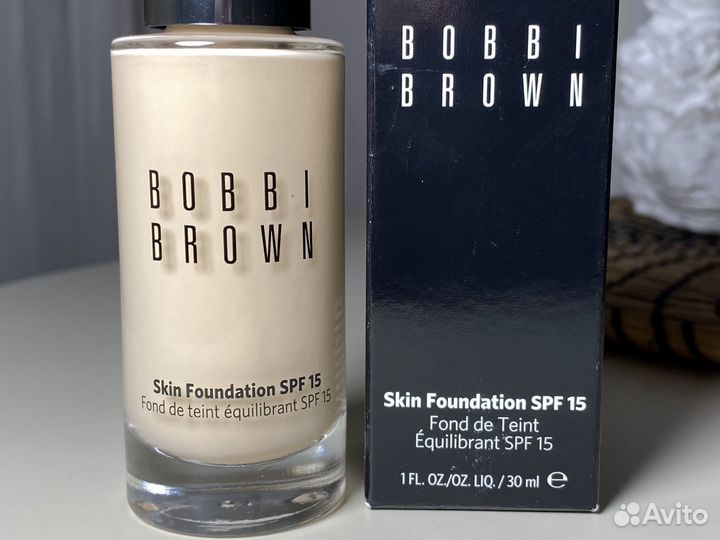 BOBBI
BROWN
Skin Foundation SPF 15
Fond de teint équilibrant SPF 15
BOBBI
BROWN
Skin Foundation SPF 15
Fond de Teint
Équilibrant SPF 15
1 FL. OZ./OZ. LIQ. / 30 ml e
Avito